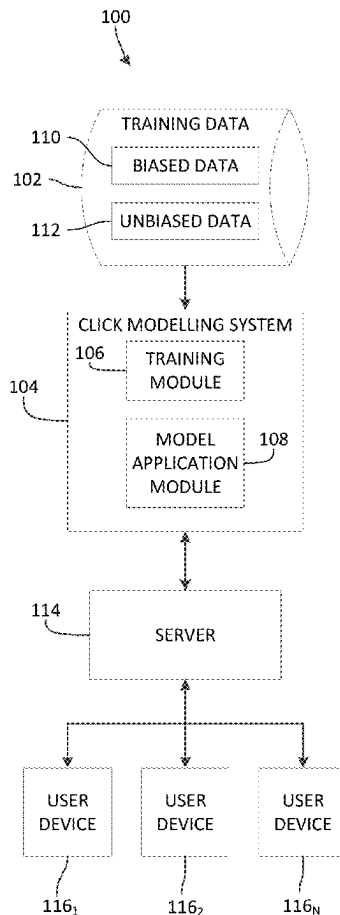 100
TRAINING DATA
110
BIASED DATA
102
UNBIASED DATA
112
CLICK MODELLING SYSTEM
106
TRAINING
MODULE
104
MODEL
APPLICATION
MODULE
108
114
SERVER
USER
DEVICE
USER
DEVICE
USER
DEVICE
116₁
116₂
116ₙ